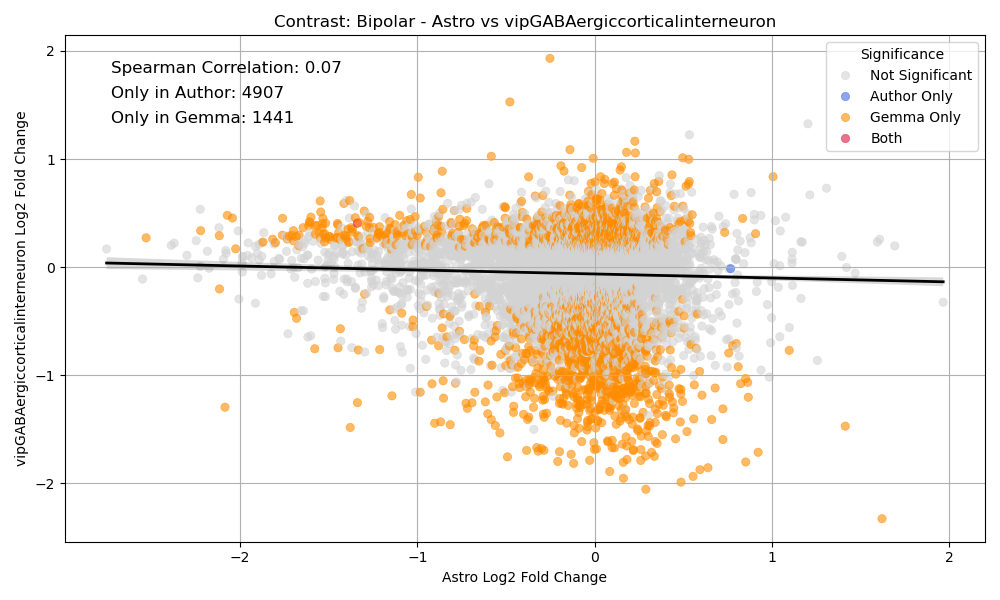 Contrast: Bipolar - Astro vs vipGABAergiccorticalinterneuron
Spearman Correlation: 0.07
Only in Author: 4907
Only in Gemma: 1441
Significance
Not Significant
Author Only
Gemma Only
Both
vipGABAergiccorticalinterneuron Log2 Fold Change
2
1
0
−1
−2
−2
−1
0
1
2
Astro Log2 Fold Change